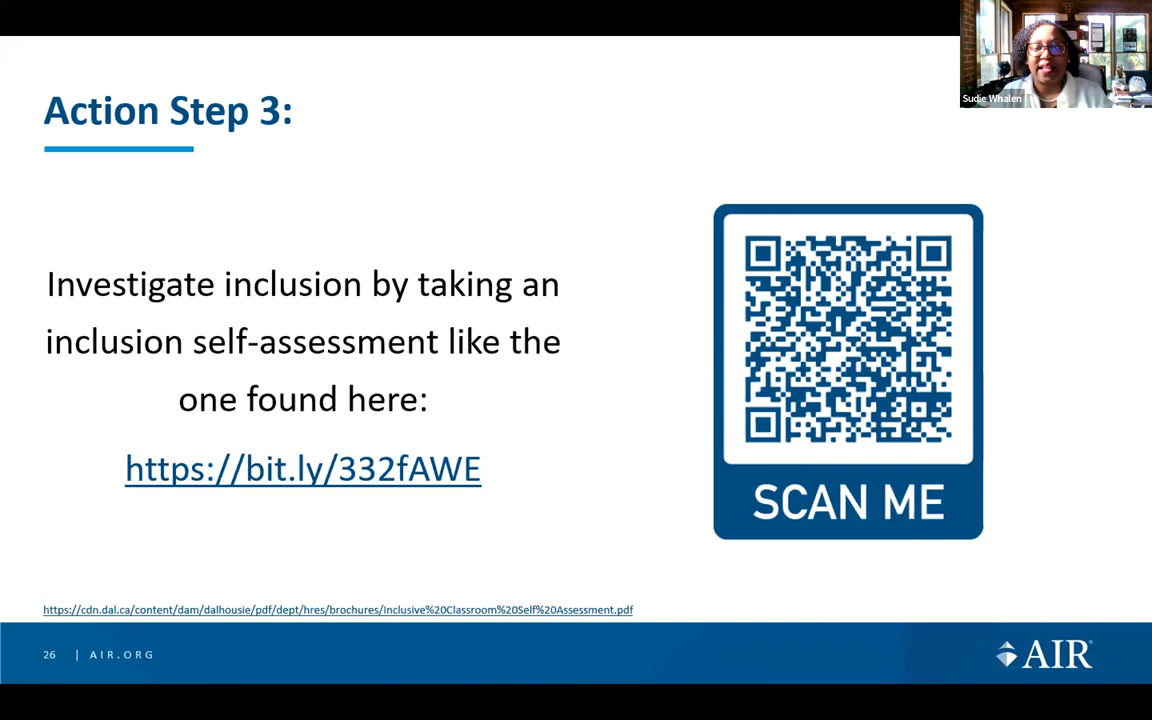 Sudie Whalen
Action Step 3:
Investigate inclusion by taking an
inclusion self-assessment like the
one found here:
https://bit.ly/332fAWE
SCAN ME
https://cdn.dal.ca/content/dam/dalhousie/pdf/dept/hres/brochures/Inclusive%20Classroom%20Self%20Assessment.pdf
26 | AIR.ORG
AIR®